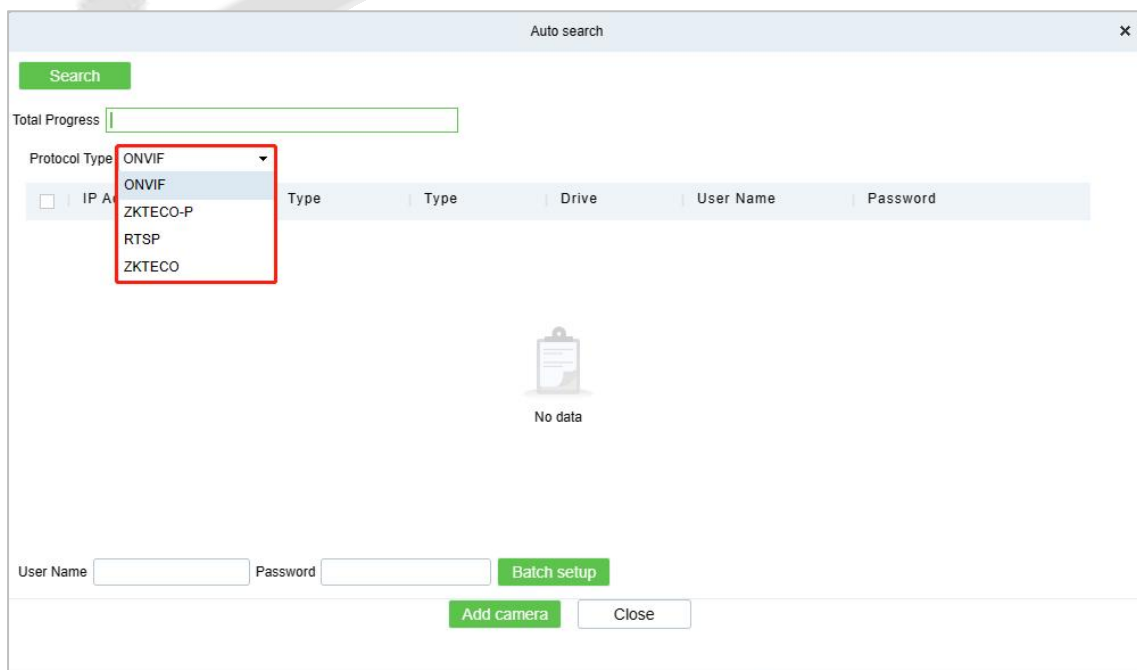 Auto search ×
Search
Total Progress
Protocol Type ONVIF
ONVIF
IP A Type Type Drive User Name Password
ZKTECO-P
RTSP
ZKTECO
No data
User Name Password Batch setup
Add camera Close